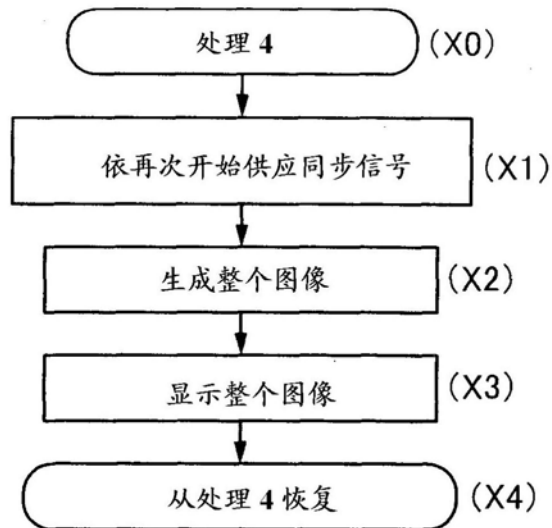 处理 4 (X0)
依再次开始供应同步信号 (X1)
生成整个图像 (X2)
显示整个图像 (X3)
从处理 4 恢复 (X4)